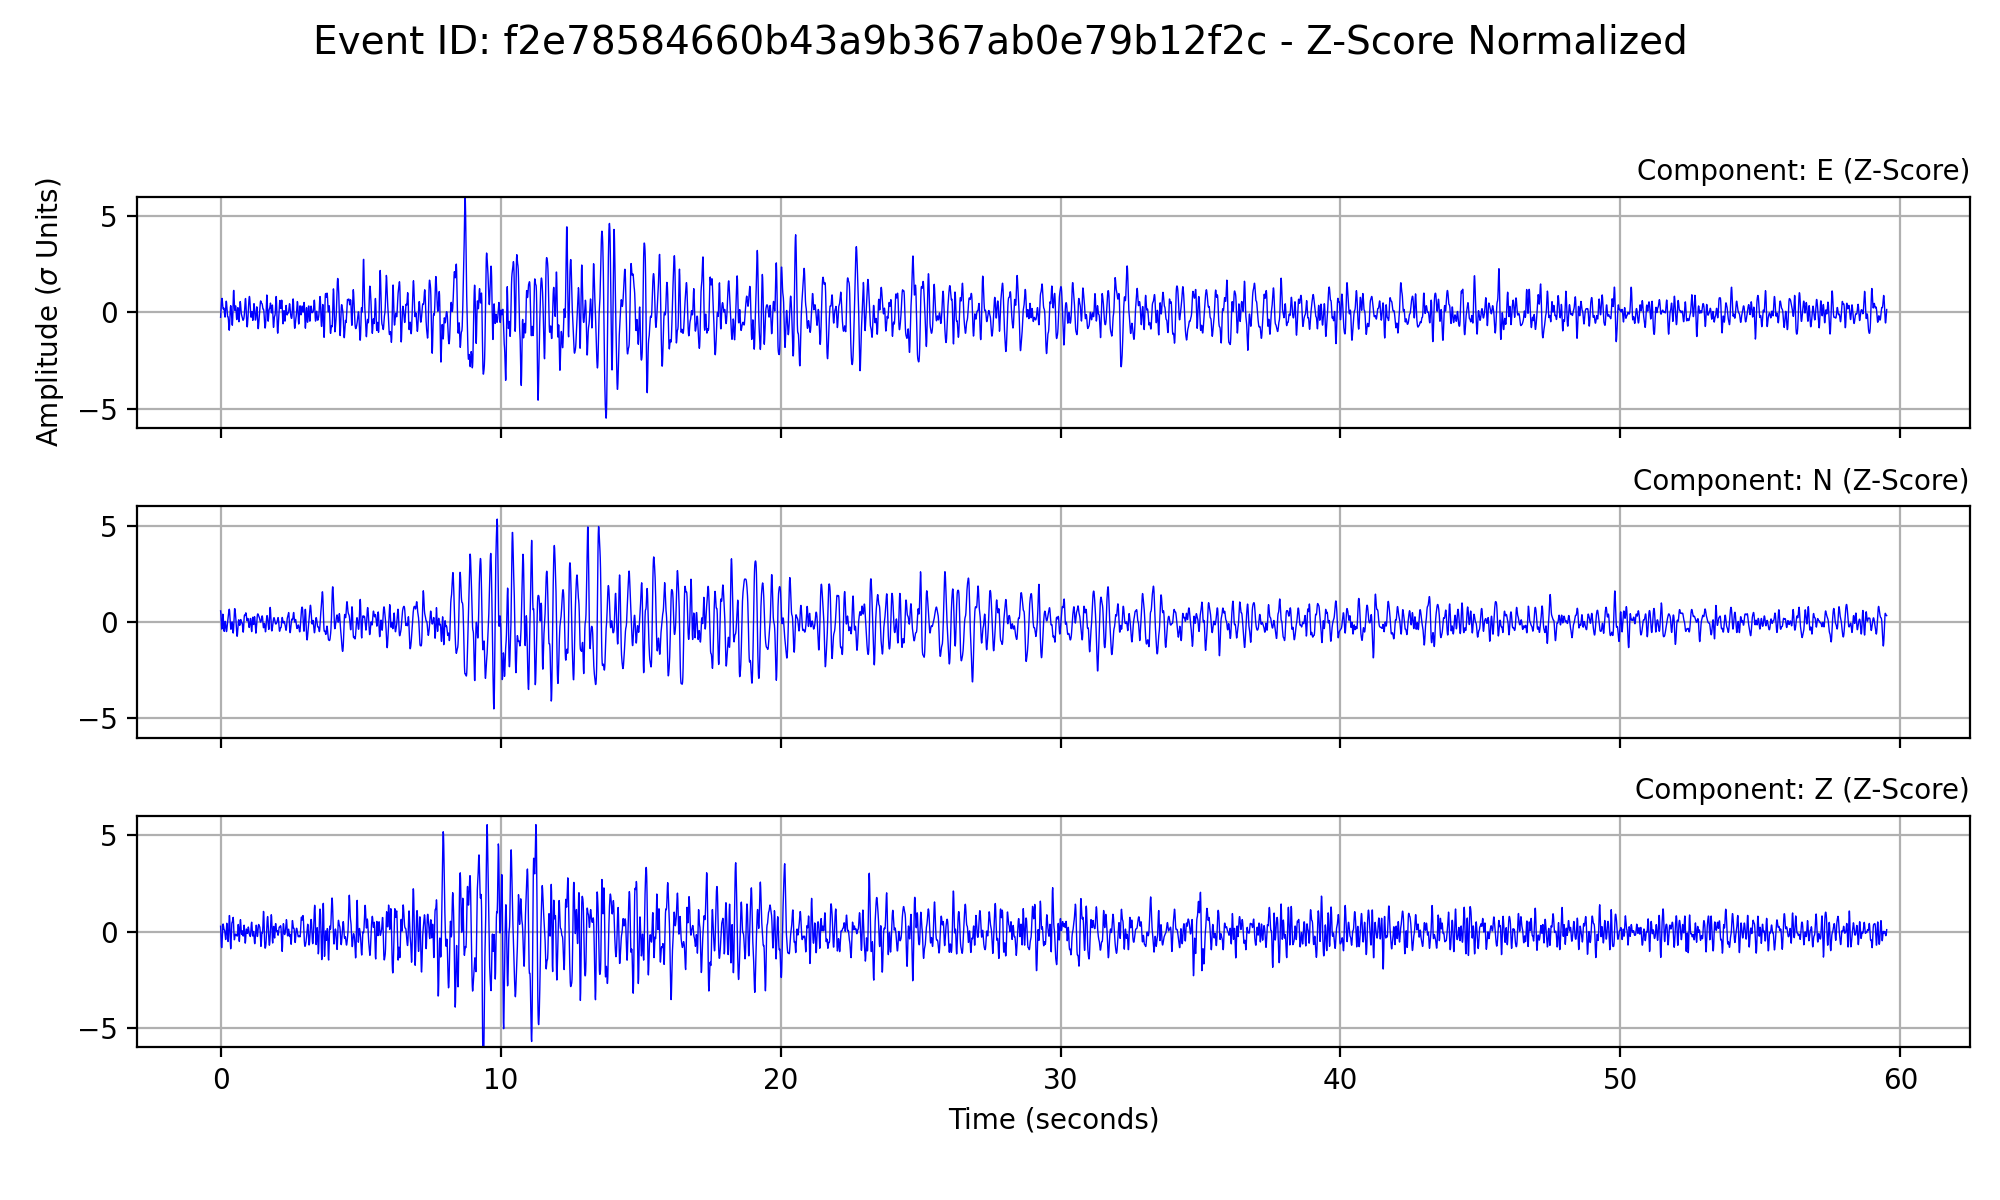 Event ID: f2e78584660b43a9b367ab0e79b12f2c - Z-Score Normalized
Component: E (Z-Score)
Amplitude (σ Units)
5
0
−5
Component: N (Z-Score)
5
0
−5
Component: Z (Z-Score)
5
0
−5
0 10 20 30 40 50 60
Time (seconds)